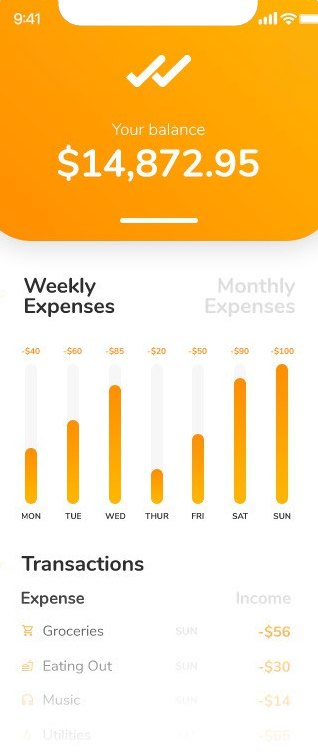 9:41
Your balance
$14,872.95
Weekly Monthly
Expenses Expenses
-$40 -$60 -$85 -$20 -$50 -$90 -$100
MON TUE WED THUR FRI SAT SUN
Transactions
Expense Income
Groceries SUN -$56
Eating Out SUN -$30
Music SUN -$14
Utilities SUN -$65